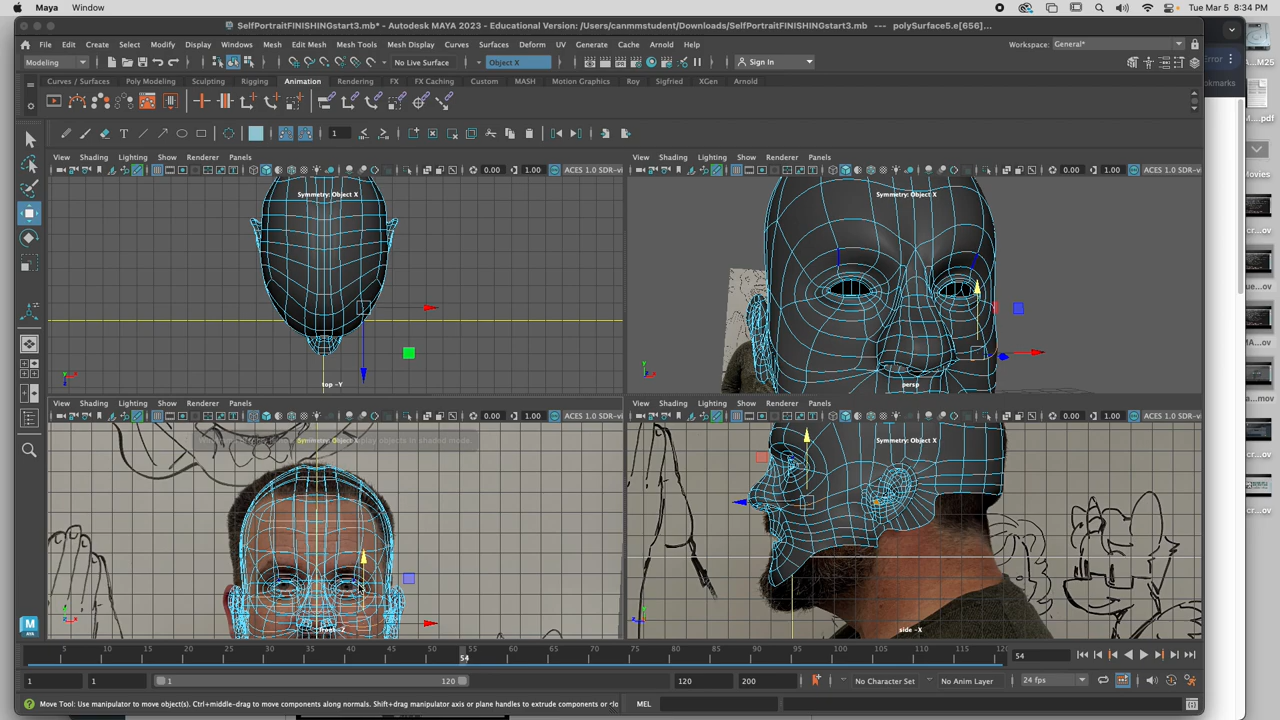 Maya Window Tue Mar 5 8:34 PM
SelfPortraitFINISHINGstart3.mb* - Autodesk MAYA 2023 - Educational Version: /Users/canmmstudent/Downloads/SelfPortraitFINISHINGstart3.mb --- polySurface5.e[656]...
File Edit Create Select Modify Display Windows Mesh Edit Mesh Mesh Tools Mesh Display Curves Surfaces Deform UV Generate Cache Arnold Help
Workspace: General*
Modeling No Live Surface Object X Sign In
Curves / Surfaces Poly Modeling Sculpting Rigging Animation Rendering FX FX Caching Custom MASH Motion Graphics Roy Sigfried XGen Arnold
1
View Shading Lighting Show Renderer Panels
0.00 1.00 ACES 1.0 SDR-vi
Symmetry: Object X
top -Y
View Shading Lighting Show Renderer Panels
0.00 1.00 ACES 1.0 SDR-vi
Symmetry: Object X
persp
View Shading Lighting Show Renderer Panels
0.00 1.00 ACES 1.0 SDR-vi
Symmetry: Object X
front -Z
View Shading Lighting Show Renderer Panels
0.00 1.00 ACES 1.0 SDR-vi
Symmetry: Object X
side -X
5 10 15 20 25 30 35 40 45 50 54 55 60 65 70 75 80 85 90 95 100 105 110 115 120
54
1 1 1 120 120 200 No Character Set No Anim Layer 24 fps
Move Tool: Use manipulator to move object(s). Ctrl+middle-drag to move components along normals. Shift+drag manipulator axis or plane handles to extrude components or
MEL
Error
okmarks
M25
M....pdf
Movies